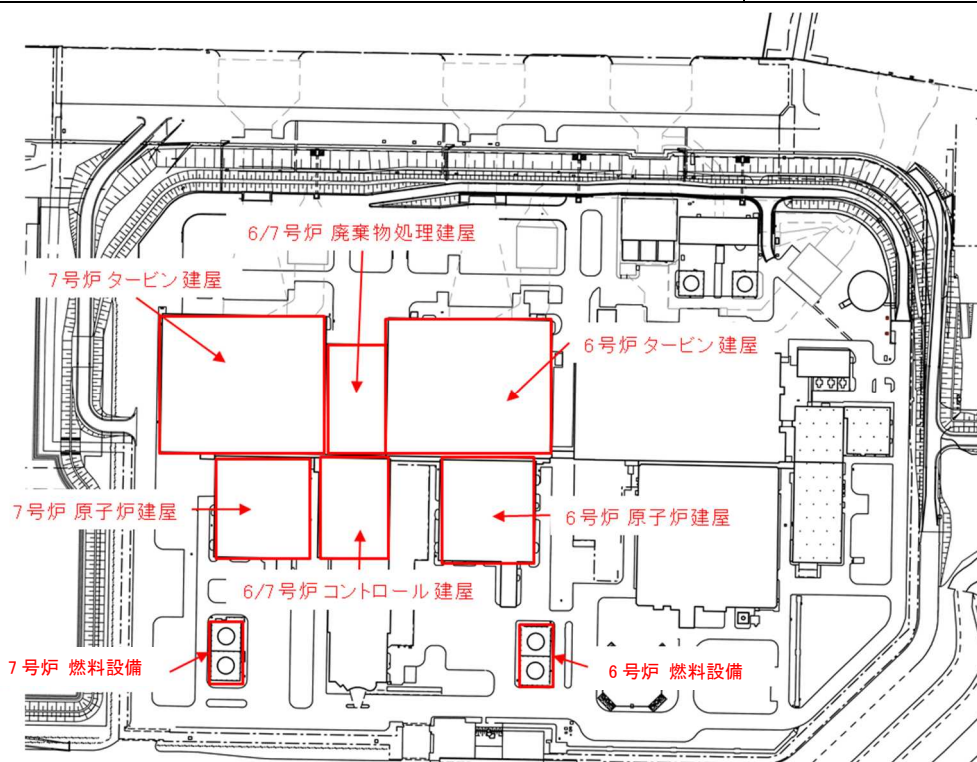 6/7号炉 廃棄物処理建屋
7号炉 タービン 建屋
6号炉 タービン 建屋
7号炉 原子炉建屋
6号炉 原子炉建屋
6/7号炉 コントロール 建屋
7号炉 燃料設備
6号炉 燃料設備